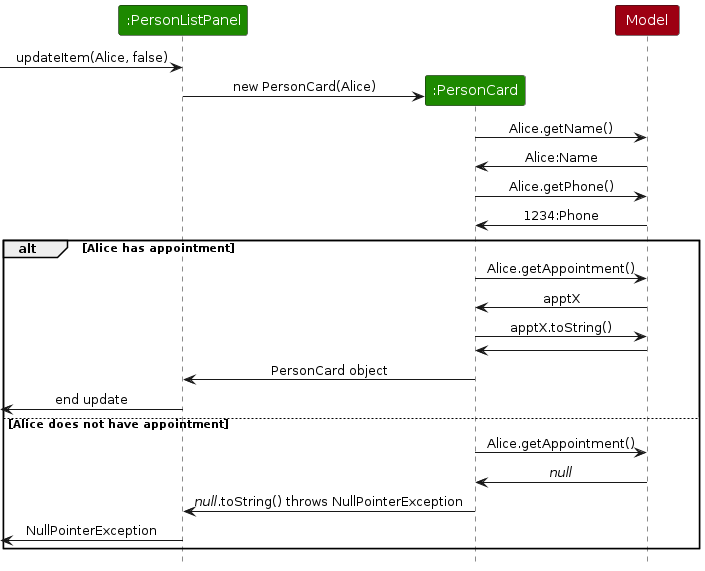 :PersonListPanel
Model
updateItem(Alice, false)
new PersonCard(Alice)
:PersonCard
Alice.getName()
Alice:Name
Alice.getPhone()
1234:Phone
alt
[Alice has appointment]
Alice.getAppointment()
apptX
apptX.toString()
PersonCard object
end update
[Alice does not have appointment]
Alice.getAppointment()
null
null.toString() throws NullPointerException
NullPointerException